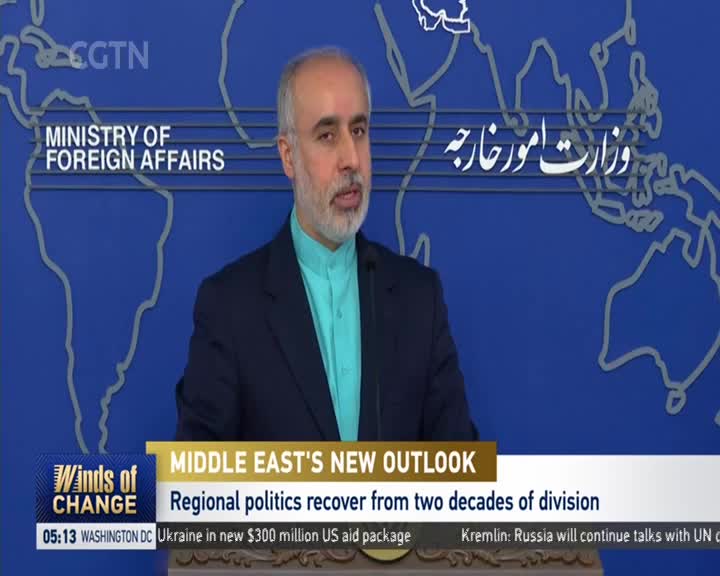 CGTN
MINISTRY OF
FOREIGN AFFAIRS
وزارت امور خارجه
MIDDLE EAST'S NEW OUTLOOK
Winds of
CHANGE
Regional politics recover from two decades of division
05:13 WASHINGTON DC
Ukraine in new $300 million US aid package
Kremlin: Russia will continue talks with UN